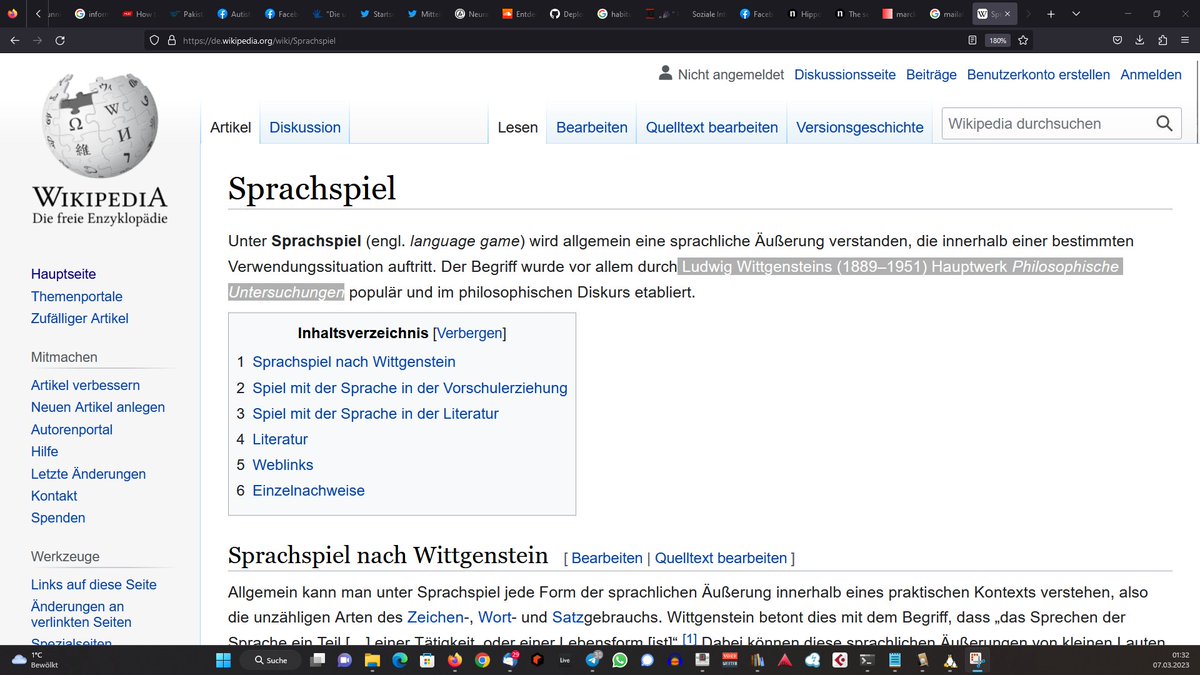 inform
How t
Pakist
Autist
Faceb
"Die u
Starts
Mittei
Neuro
Entde
Deplo
habit
Soziale Int
Faceb
Hippo
The s
marc
maila
Sp
https://de.wikipedia.org/wiki/Sprachspiel
180%
Nicht angemeldet Diskussionsseite Beiträge Benutzerkonto erstellen Anmelden
Artikel Diskussion Lesen Bearbeiten Quelltext bearbeiten Versionsgeschichte Wikipedia durchsuchen
WIKIPEDIA
Die freie Enzyklopädie
Hauptseite
Themenportale
Zufälliger Artikel
Mitmachen
Artikel verbessern
Neuen Artikel anlegen
Autorenportal
Hilfe
Letzte Änderungen
Kontakt
Spenden
Werkzeuge
Links auf diese Seite
Änderungen an
verlinkten Seiten
Spezialseiten
Sprachspiel
Unter Sprachspiel (engl. language game) wird allgemein eine sprachliche Äußerung verstanden, die innerhalb einer bestimmten
Verwendungssituation auftritt. Der Begriff wurde vor allem durch Ludwig Wittgensteins (1889–1951) Hauptwerk Philosophische
Untersuchungen populär und im philosophischen Diskurs etabliert.
Inhaltsverzeichnis [Verbergen]
1 Sprachspiel nach Wittgenstein
2 Spiel mit der Sprache in der Vorschulerziehung
3 Spiel mit der Sprache in der Literatur
4 Literatur
5 Weblinks
6 Einzelnachweise
Sprachspiel nach Wittgenstein [ Bearbeiten | Quelltext bearbeiten ]
Allgemein kann man unter Sprachspiel jede Form der sprachlichen Äußerung innerhalb eines praktischen Kontexts verstehen, also
die unzähligen Arten des Zeichen-, Wort- und Satzgebrauchs. Wittgenstein betont dies mit dem Begriff, dass „das Sprechen der
Sprache ein Teil […] einer Tätigkeit, oder einer Lebensform [ist]“.[1] Dabei können diese sprachlichen Äußerungen von kleinen Lauten
1°C
Bewölkt
Suche
01:32
07.03.2023